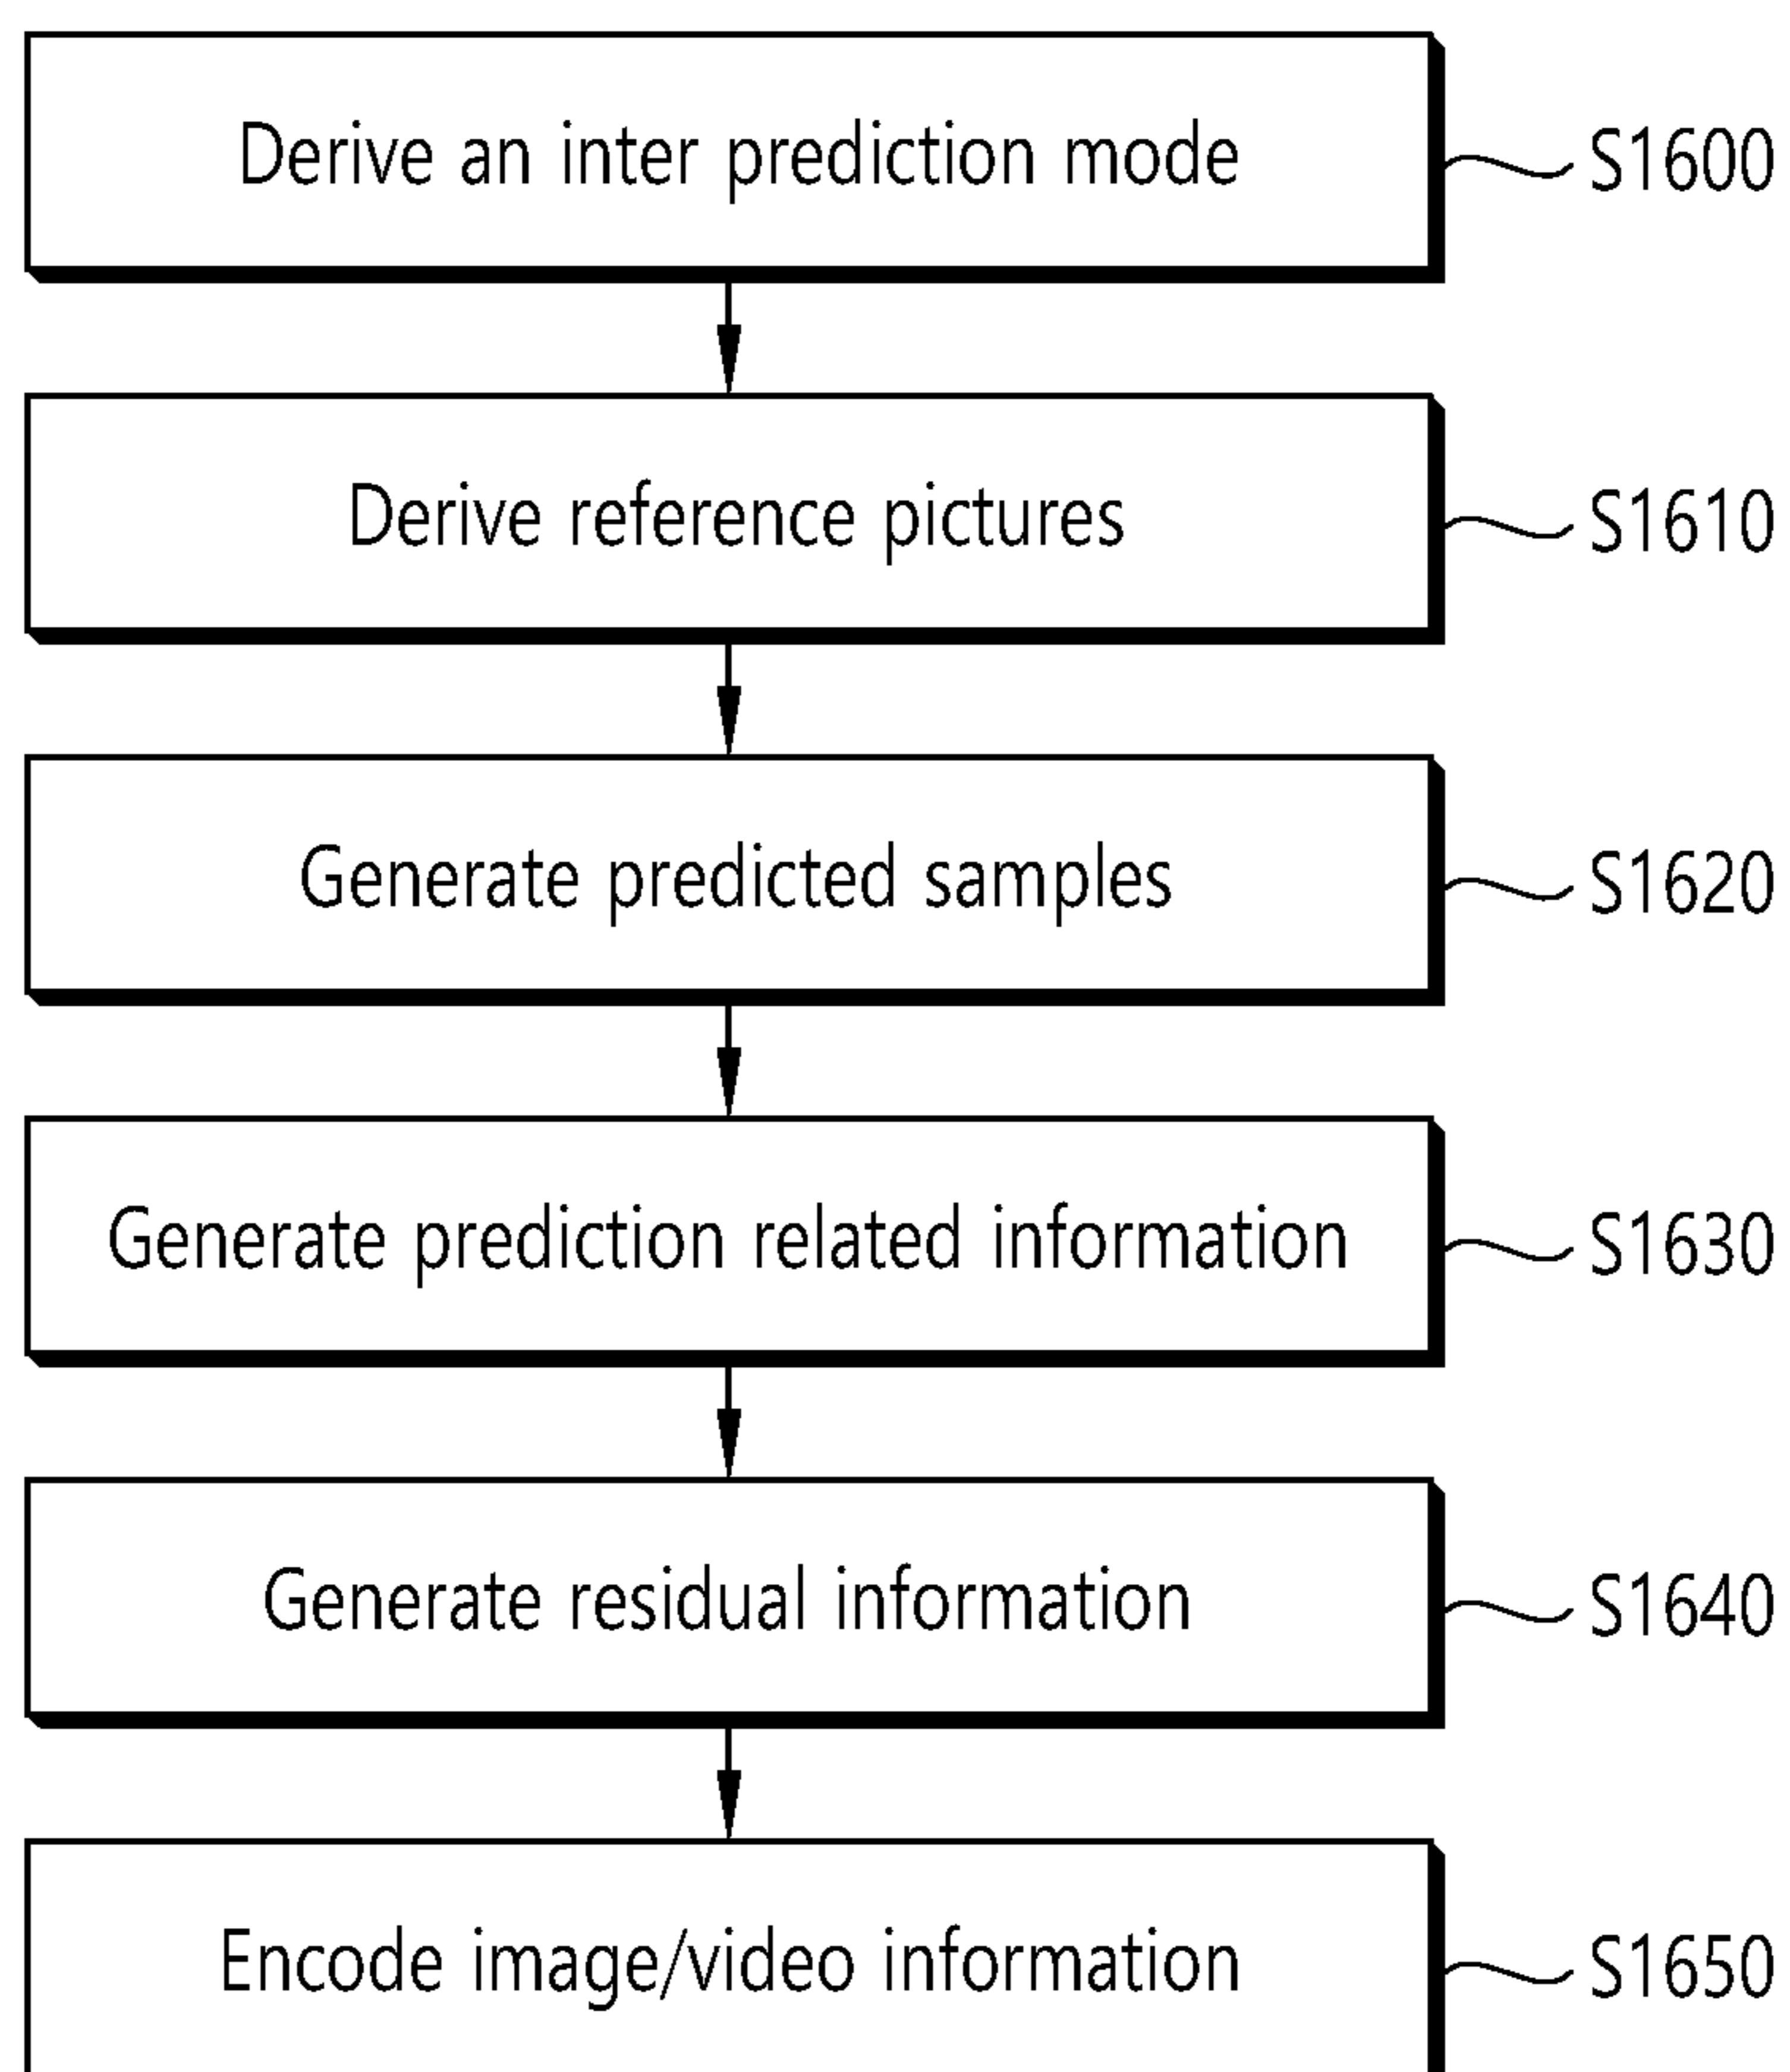 Derive an inter prediction mode S1600
Derive reference pictures S1610
Generate predicted samples S1620
Generate prediction related information S1630
Generate residual information S1640
Encode image/video information S1650